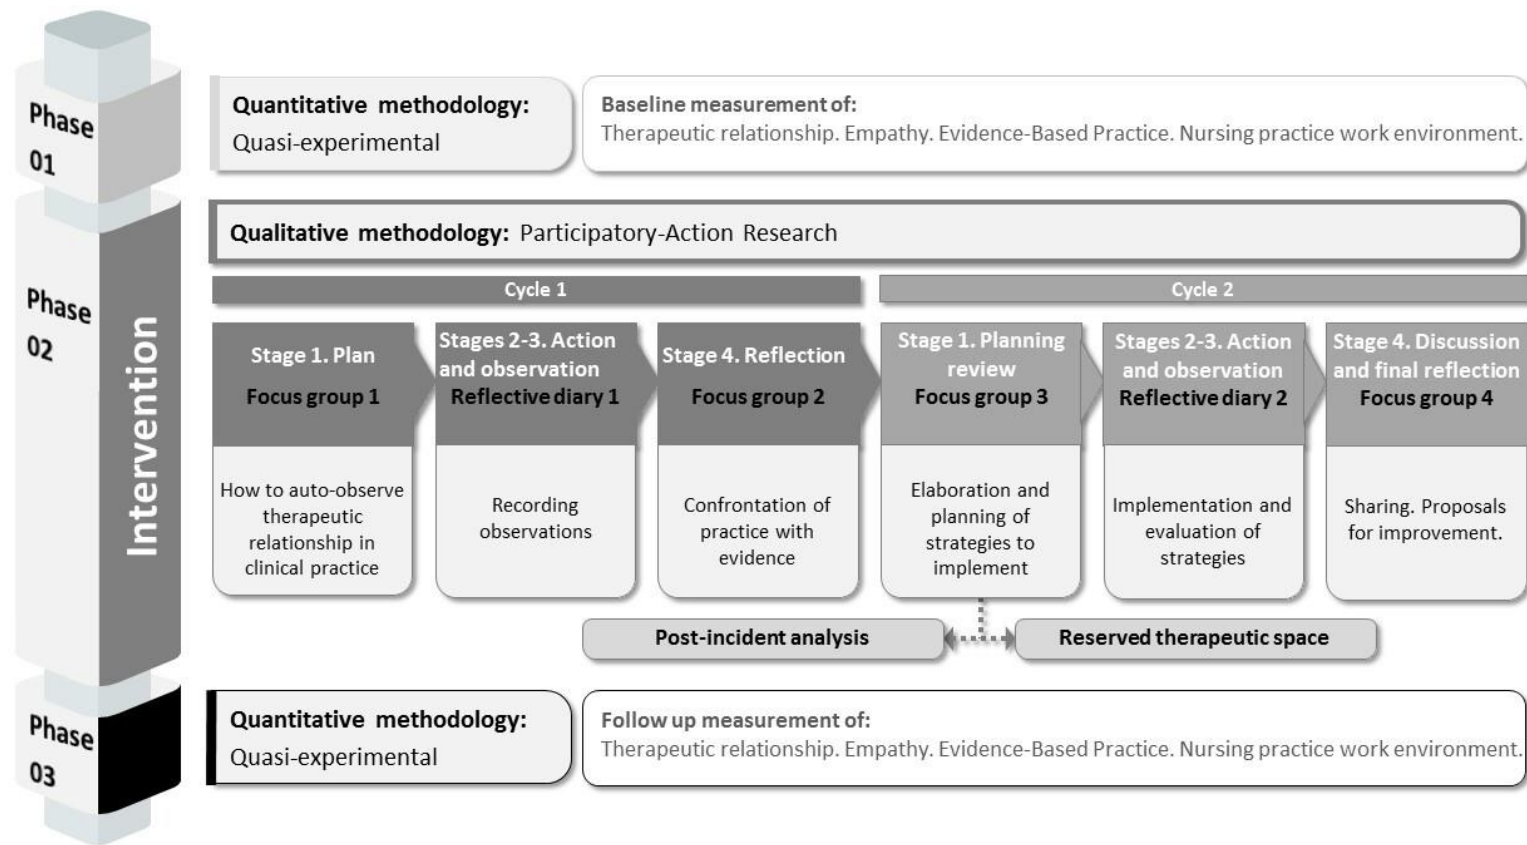 Phase
01
Quantitative methodology:
Quasi-experimental
Baseline measurement of:
Therapeutic relationship. Empathy. Evidence-Based Practice. Nursing practice work environment.
Phase
02
Intervention
Qualitative methodology: Participatory-Action Research
Cycle 1
Cycle 2
Stage 1. Plan
Focus group 1
Stages 2-3. Action
and observation
Reflective diary 1
Stage 4. Reflection
Focus group 2
Stage 1. Planning
review
Focus group 3
Stages 2-3. Action
and observation
Reflective diary 2
Stage 4. Discussion
and final reflection
Focus group 4
How to auto-observe
therapeutic
relationship in
clinical practice
Recording
observations
Confrontation of
practice with
evidence
Elaboration and
planning of
strategies to
implement
Implementation and
evaluation of
strategies
Sharing. Proposals
for improvement.
Post-incident analysis
Reserved therapeutic space
Phase
03
Quantitative methodology:
Quasi-experimental
Follow up measurement of:
Therapeutic relationship. Empathy. Evidence-Based Practice. Nursing practice work environment.